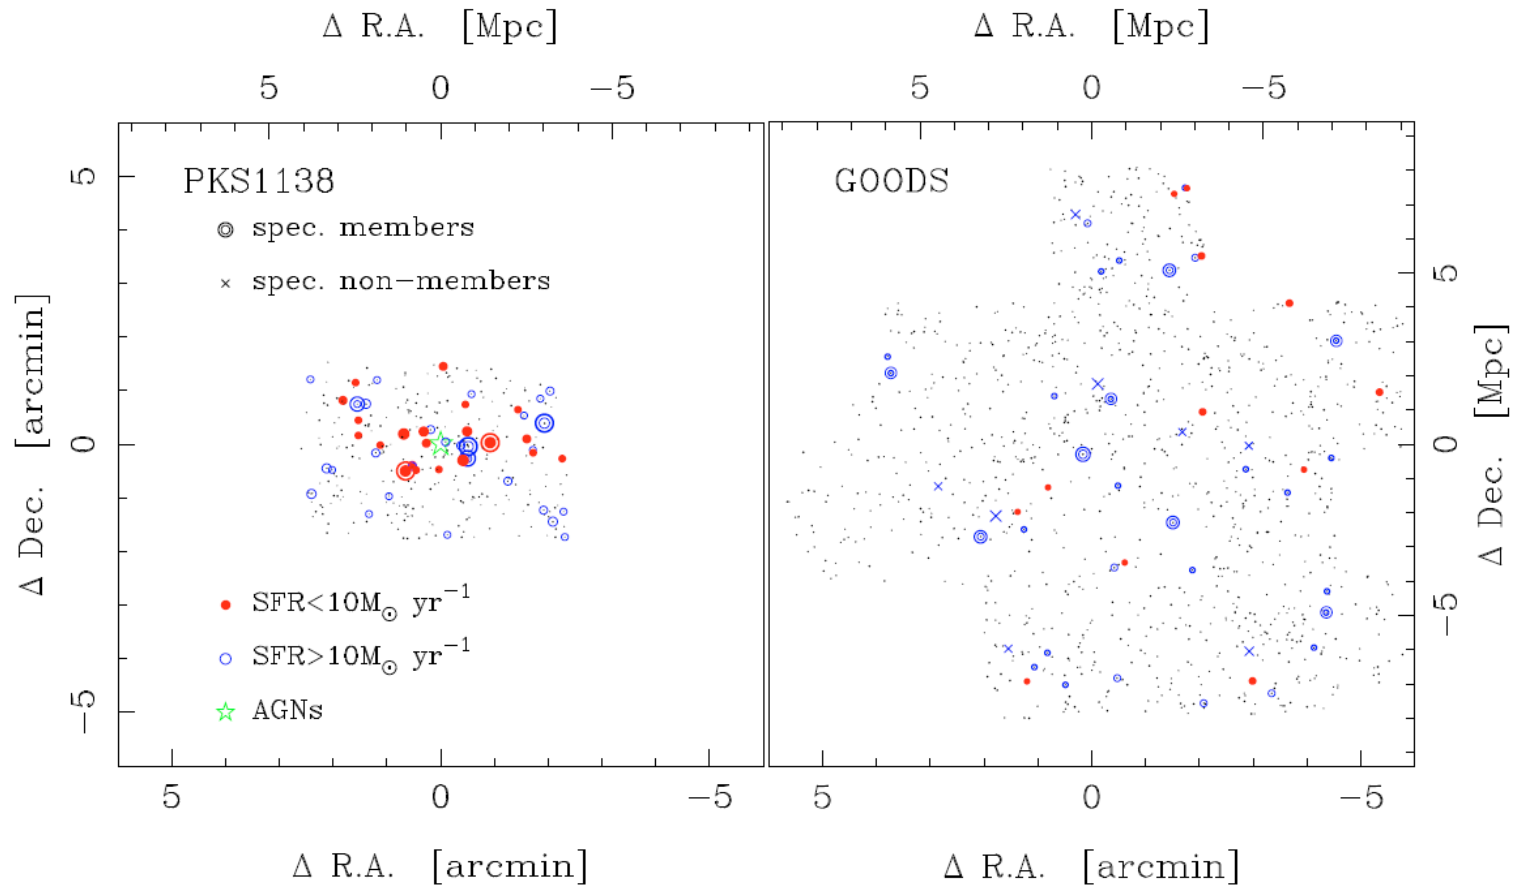 Δ R.A. [Mpc]
Δ R.A. [Mpc]
5 0 −5
5 0 −5
PKS1138
GOODS
spec. members
spec. non−members
SFR<10M⊙ yr−1
SFR>10M⊙ yr−1
AGNs
5
0
−5
Δ Dec. [arcmin]
5
0
−5
Δ Dec. [Mpc]
5 0 −5
5 0 −5
Δ R.A. [arcmin]
Δ R.A. [arcmin]